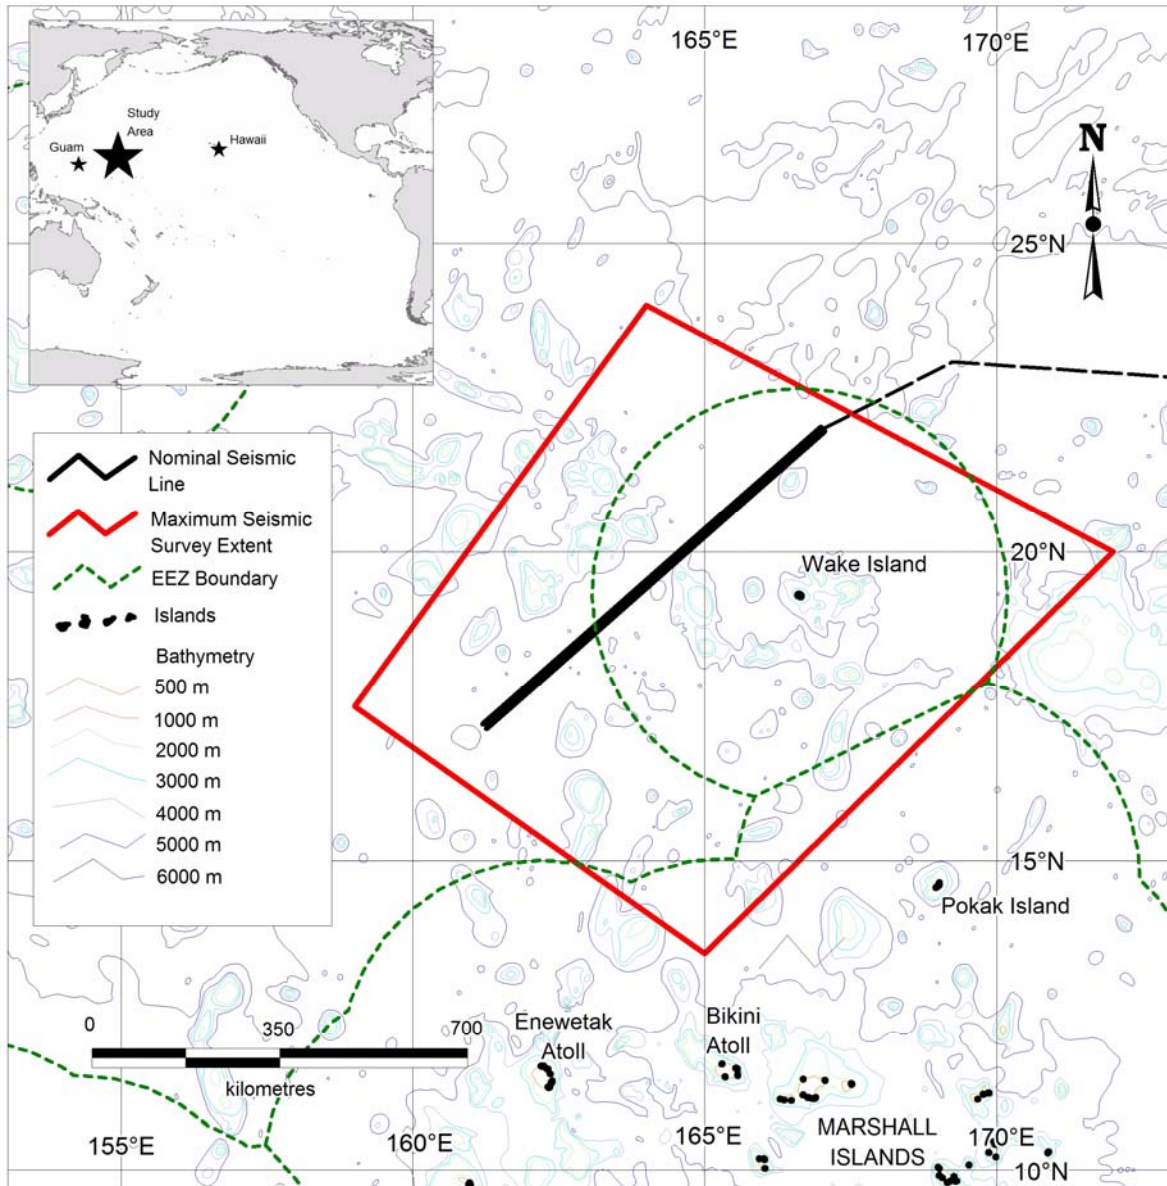 165°E
170°E
Study
Area
Guam
Hawaii
N
25°N
Nominal Seismic
Line
Maximum Seismic
Survey Extent
EEZ Boundary
Islands
Bathymetry
500 m
1000 m
2000 m
3000 m
4000 m
5000 m
6000 m
20°N
Wake Island
15°N
Pokak Island
0
350
700
kilometres
Enewetak
Atoll
Bikini
Atoll
MARSHALL
ISLANDS
155°E
160°E
165°E
170°E
10°N